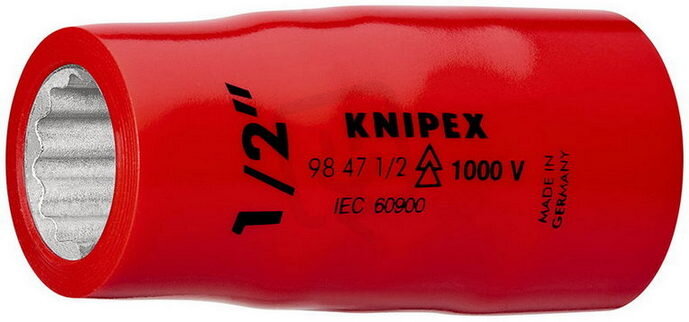 1/2"
KNIPEX
98 47 1/2 1000 V
IEC 60900
MADE IN
GERMANY